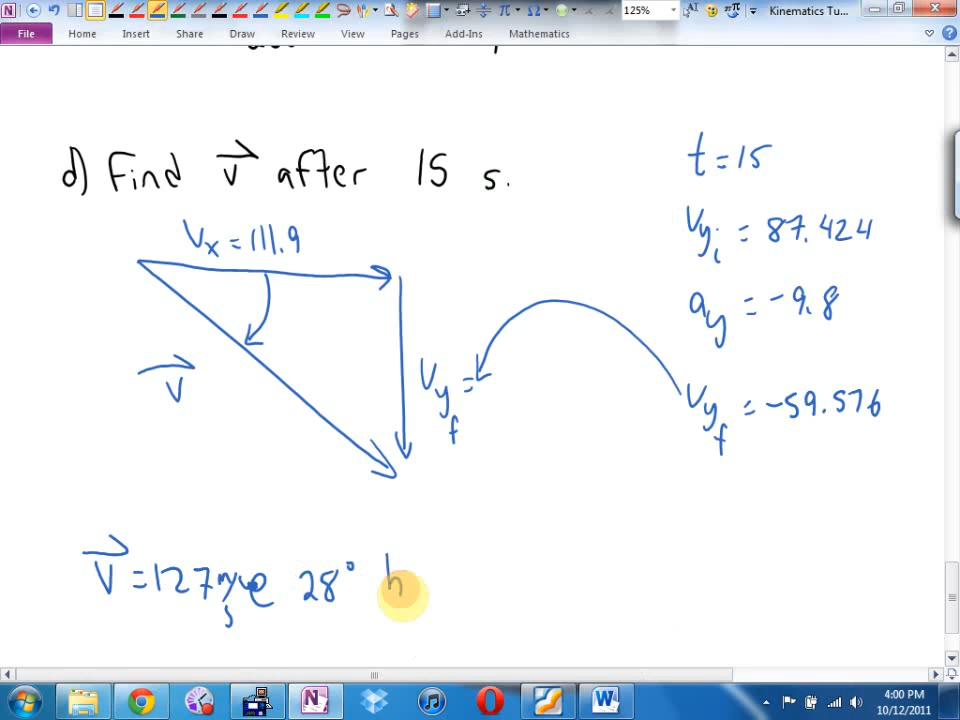 125%
Kinematics Tu...
File Home Insert Share Draw Review View Pages Add-Ins Mathematics
d) Find v after 15 s.
t = 15
Vx = 111.9
Vyi = 87.424
ay = -9.8
v
Vyf =
Vyf = -59.576
V = 127 m/s @ 28° h
4:00 PM
10/12/2011